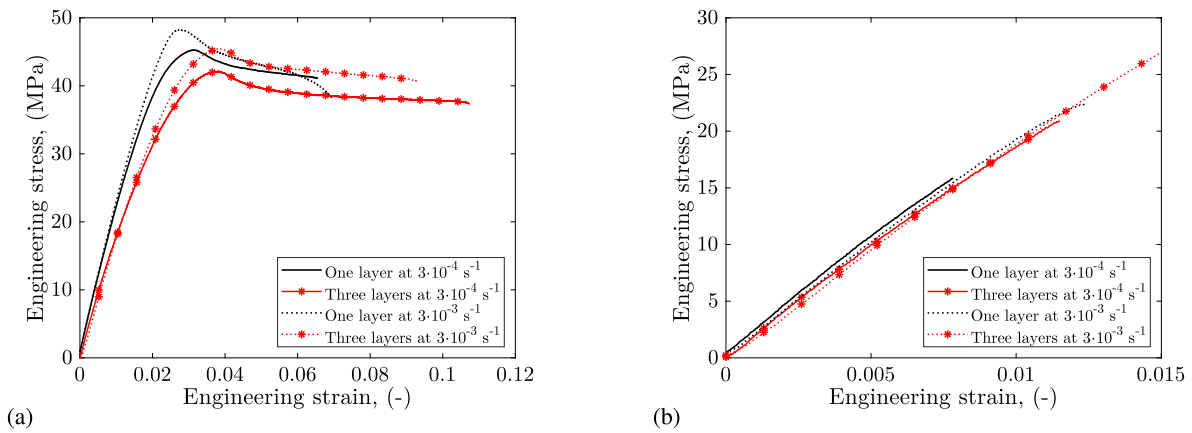 50
40
30
20
10
0
0
0.02
0.04
0.06
0.08
0.1
0.12
Engineering stress, (MPa)
Engineering strain, (-)
One layer at 3·10-4 s-1
Three layers at 3·10-4 s-1
One layer at 3·10-3 s-1
Three layers at 3·10-3 s-1
(a)
30
25
20
15
10
5
0
0
0.005
0.01
0.015
Engineering stress, (MPa)
Engineering strain, (-)
One layer at 3·10-4 s-1
Three layers at 3·10-4 s-1
One layer at 3·10-3 s-1
Three layers at 3·10-3 s-1
(b)